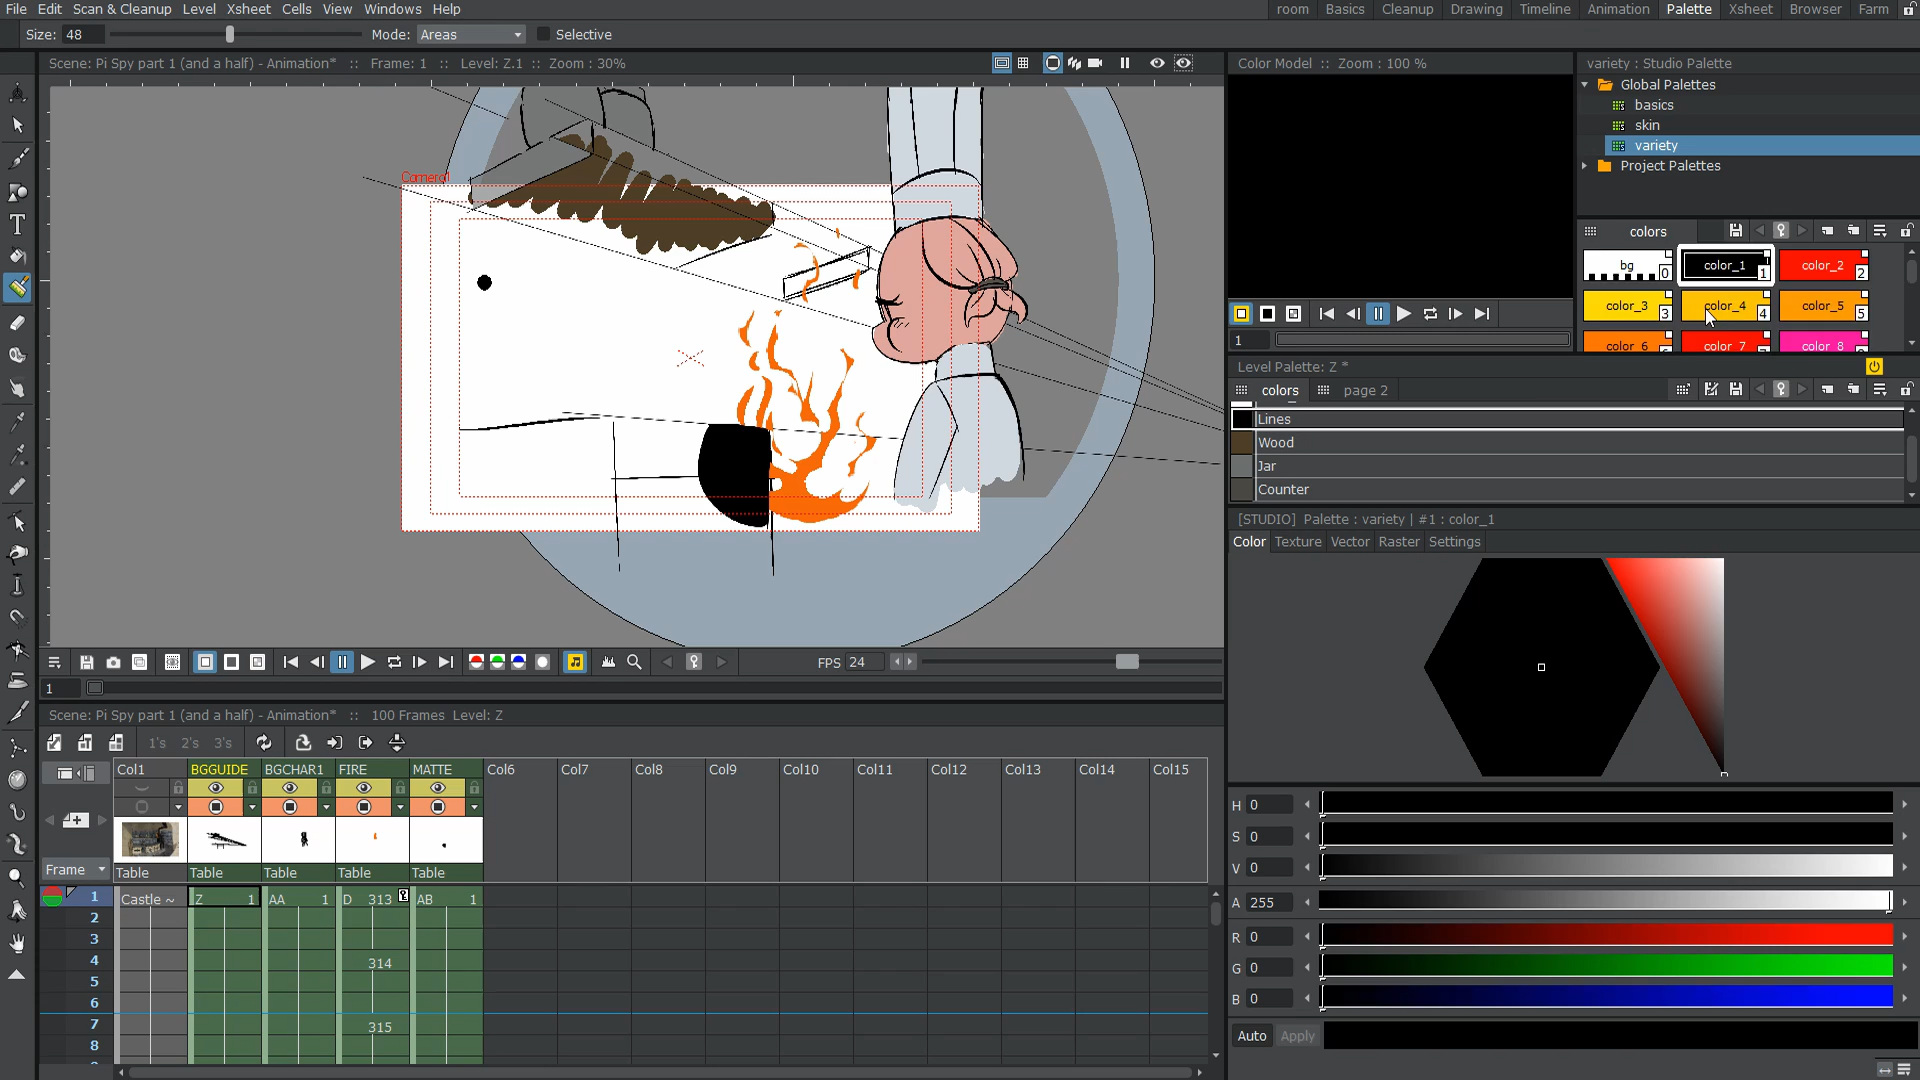 File Edit Scan & Cleanup Level Xsheet Cells View Windows Help
room Basics Cleanup Drawing Timeline Animation Palette Xsheet Browser Farm
Size: 48 Mode: Areas Selective
Scene: Pi Spy part 1 (and a half) - Animation* :: Frame: 1 :: Level: Z.1 :: Zoom : 30%
Color Model :: Zoom : 100 %
variety : Studio Palette
Global Palettes
basics
skin
variety
Project Palettes
Camera1
colors
bg 0 color_1 1 color_2 2
color_3 3 color_4 4 color_5 5
color_6 color_7 color_8
1
Level Palette: Z *
colors page 2
Lines
Wood
Jar
Counter
[STUDIO] Palette : variety | #1 : color_1
Color Texture Vector Raster Settings
FPS 24
1
Scene: Pi Spy part 1 (and a half) - Animation* :: 100 Frames Level: Z
1's 2's 3's
Col1 BGGUIDE BGCHAR1 FIRE MATTE Col6 Col7 Col8 Col9 Col10 Col11 Col12 Col13 Col14 Col15
Frame Table Table Table Table Table
1 Castle ~ Z 1 AA 1 D 313 AB 1
2
3
4 314
5
6
7 315
8
H 0
S 0
V 0
A 255
R 0
G 0
B 0
Auto Apply